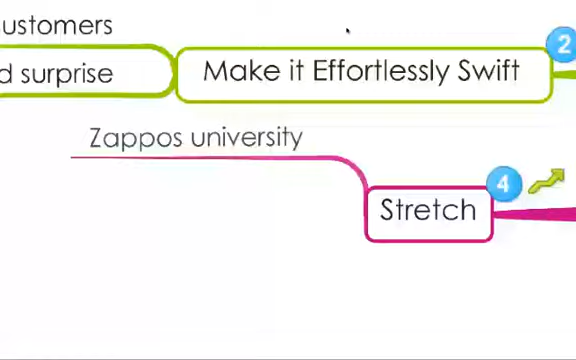 ustomers
d surprise
Make it Effortlessly Swift
2
Zappos university
4
Stretch